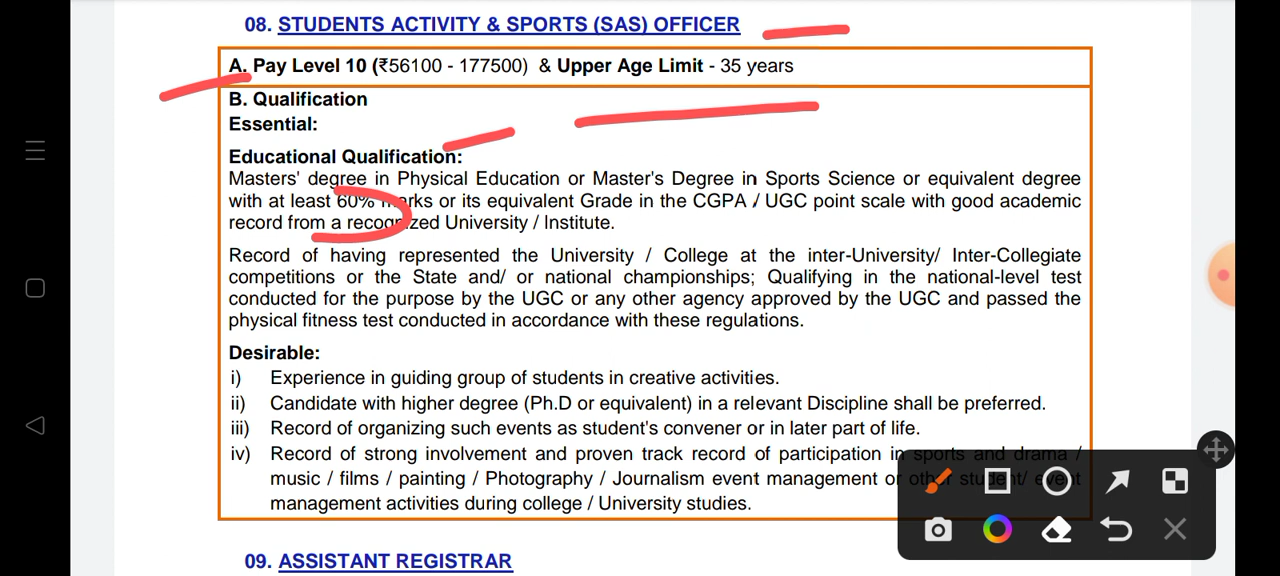 08. STUDENTS ACTIVITY & SPORTS (SAS) OFFICER
A. Pay Level 10 (₹56100 - 177500) & Upper Age Limit - 35 years
B. Qualification
Essential:
Educational Qualification:
Masters' degree in Physical Education or Master's Degree in Sports Science or equivalent degree
with at least 60% marks or its equivalent Grade in the CGPA / UGC point scale with good academic
record from a recognized University / Institute.
Record of having represented the University / College at the inter-University/ Inter-Collegiate
competitions or the State and/ or national championships; Qualifying in the national-level test
conducted for the purpose by the UGC or any other agency approved by the UGC and passed the
physical fitness test conducted in accordance with these regulations.
Desirable:
i) Experience in guiding group of students in creative activities.
ii) Candidate with higher degree (Ph.D or equivalent) in a relevant Discipline shall be preferred.
iii) Record of organizing such events as student's convener or in later part of life.
iv) Record of strong involvement and proven track record of participation in sports and drama /
music / films / painting / Photography / Journalism event management or other student/ event
management activities during college / University studies.
09. ASSISTANT REGISTRAR